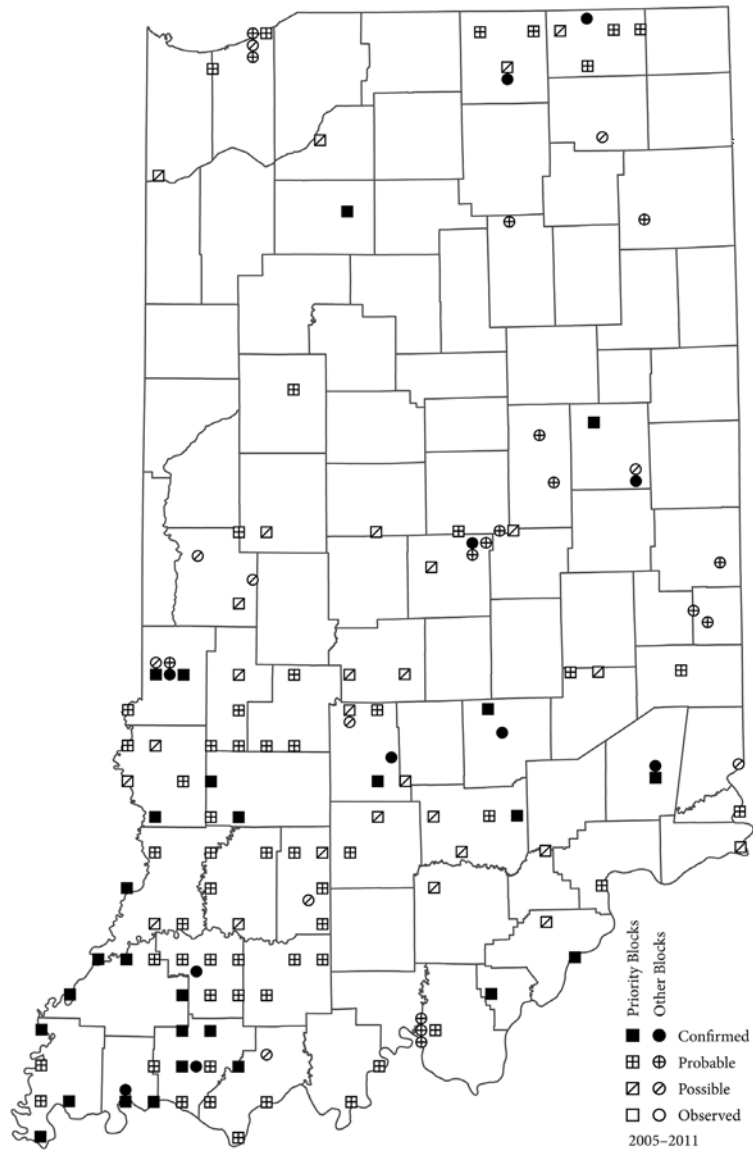 Priority Blocks
Other Blocks
Confirmed
Probable
Possible
Observed
2005–2011